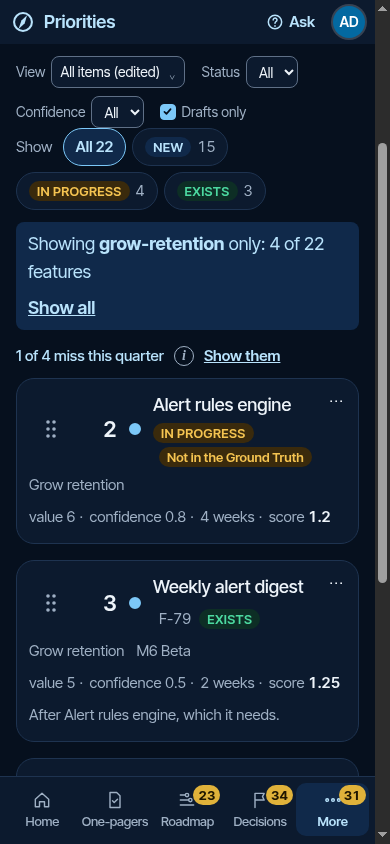 Priorities
Ask
AD
View All items (edited) Status All
Confidence All Drafts only
Show All 22 NEW 15
IN PROGRESS 4 EXISTS 3
Showing grow-retention only: 4 of 22
features
Show all
1 of 4 miss this quarter i Show them
Alert rules engine ...
2
IN PROGRESS
Not in the Ground Truth
Grow retention
value 6 · confidence 0.8 · 4 weeks · score 1.2
Weekly alert digest ...
3
F-79 EXISTS
Grow retention M6 Beta
value 5 · confidence 0.5 · 2 weeks · score 1.25
After Alert rules engine, which it needs.
23 34 31
Home One-pagers Roadmap Decisions More